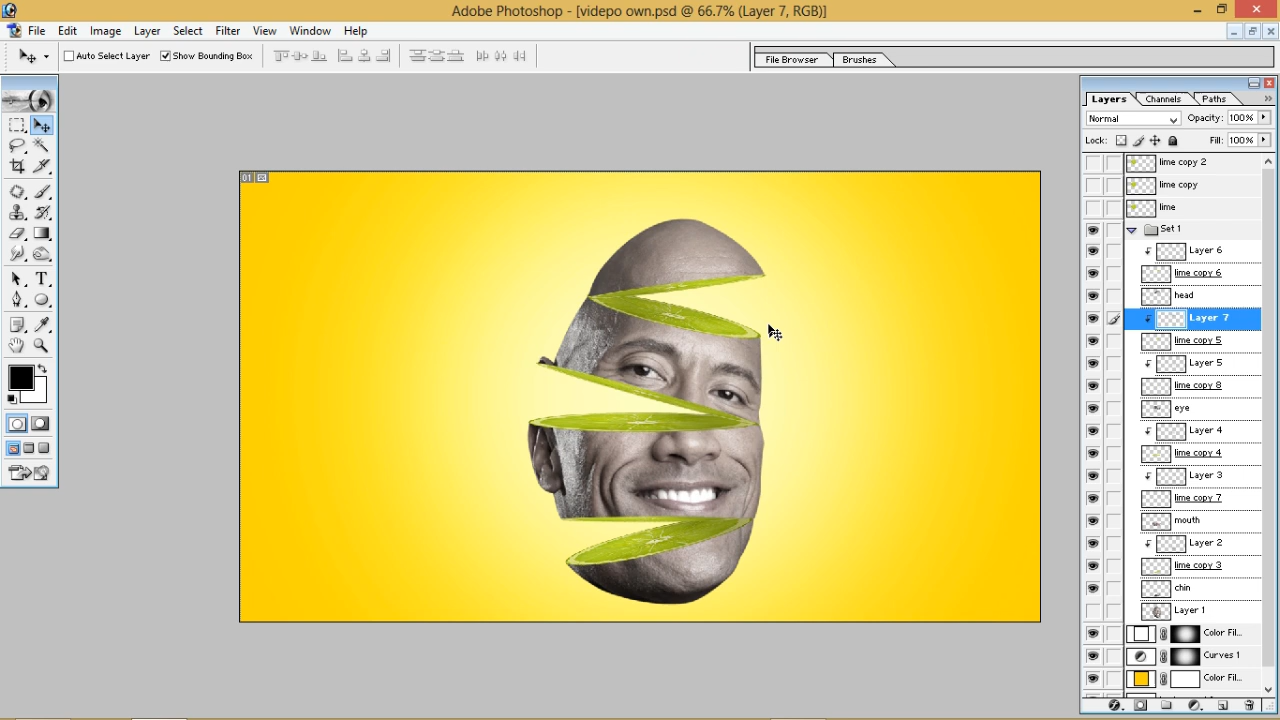 Adobe Photoshop - [videpo own.psd @ 66.7% (Layer 7, RGB)]
File Edit Image Layer Select Filter View Window Help
Auto Select Layer Show Bounding Box File Browser Brushes
Layers Channels Paths
Normal Opacity: 100%
Lock: Fill: 100%
lime copy 2
lime copy
lime
Set 1
Layer 6
lime copy 6
head
Layer 7
lime copy 5
Layer 5
lime copy 8
eye
Layer 4
lime copy 4
Layer 3
lime copy 7
mouth
Layer 2
lime copy 3
chin
Layer 1
Color Fil...
Curves 1
Color Fil...
01